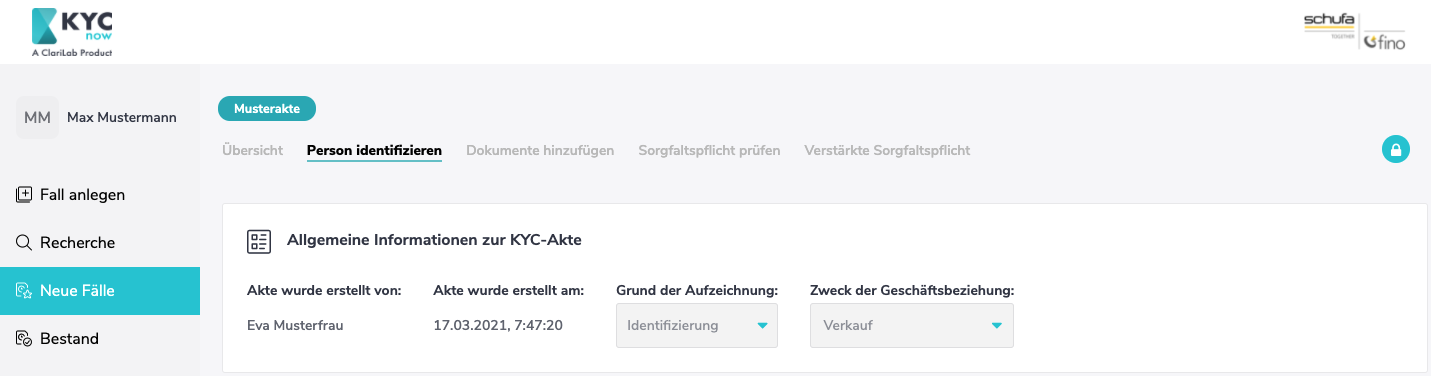 KYC
now
A ClariLab Product
schufa
TOGETHER
fino
MM Max Mustermann
Fall anlegen
Recherche
Neue Fälle
Bestand
Musterakte
Übersicht Person identifizieren Dokumente hinzufügen Sorgfaltspflicht prüfen Verstärkte Sorgfaltspflicht
Allgemeine Informationen zur KYC-Akte
Akte wurde erstellt von: Akte wurde erstellt am: Grund der Aufzeichnung: Zweck der Geschäftsbeziehung:
Eva Musterfrau 17.03.2021, 7:47:20 Identifizierung Verkauf